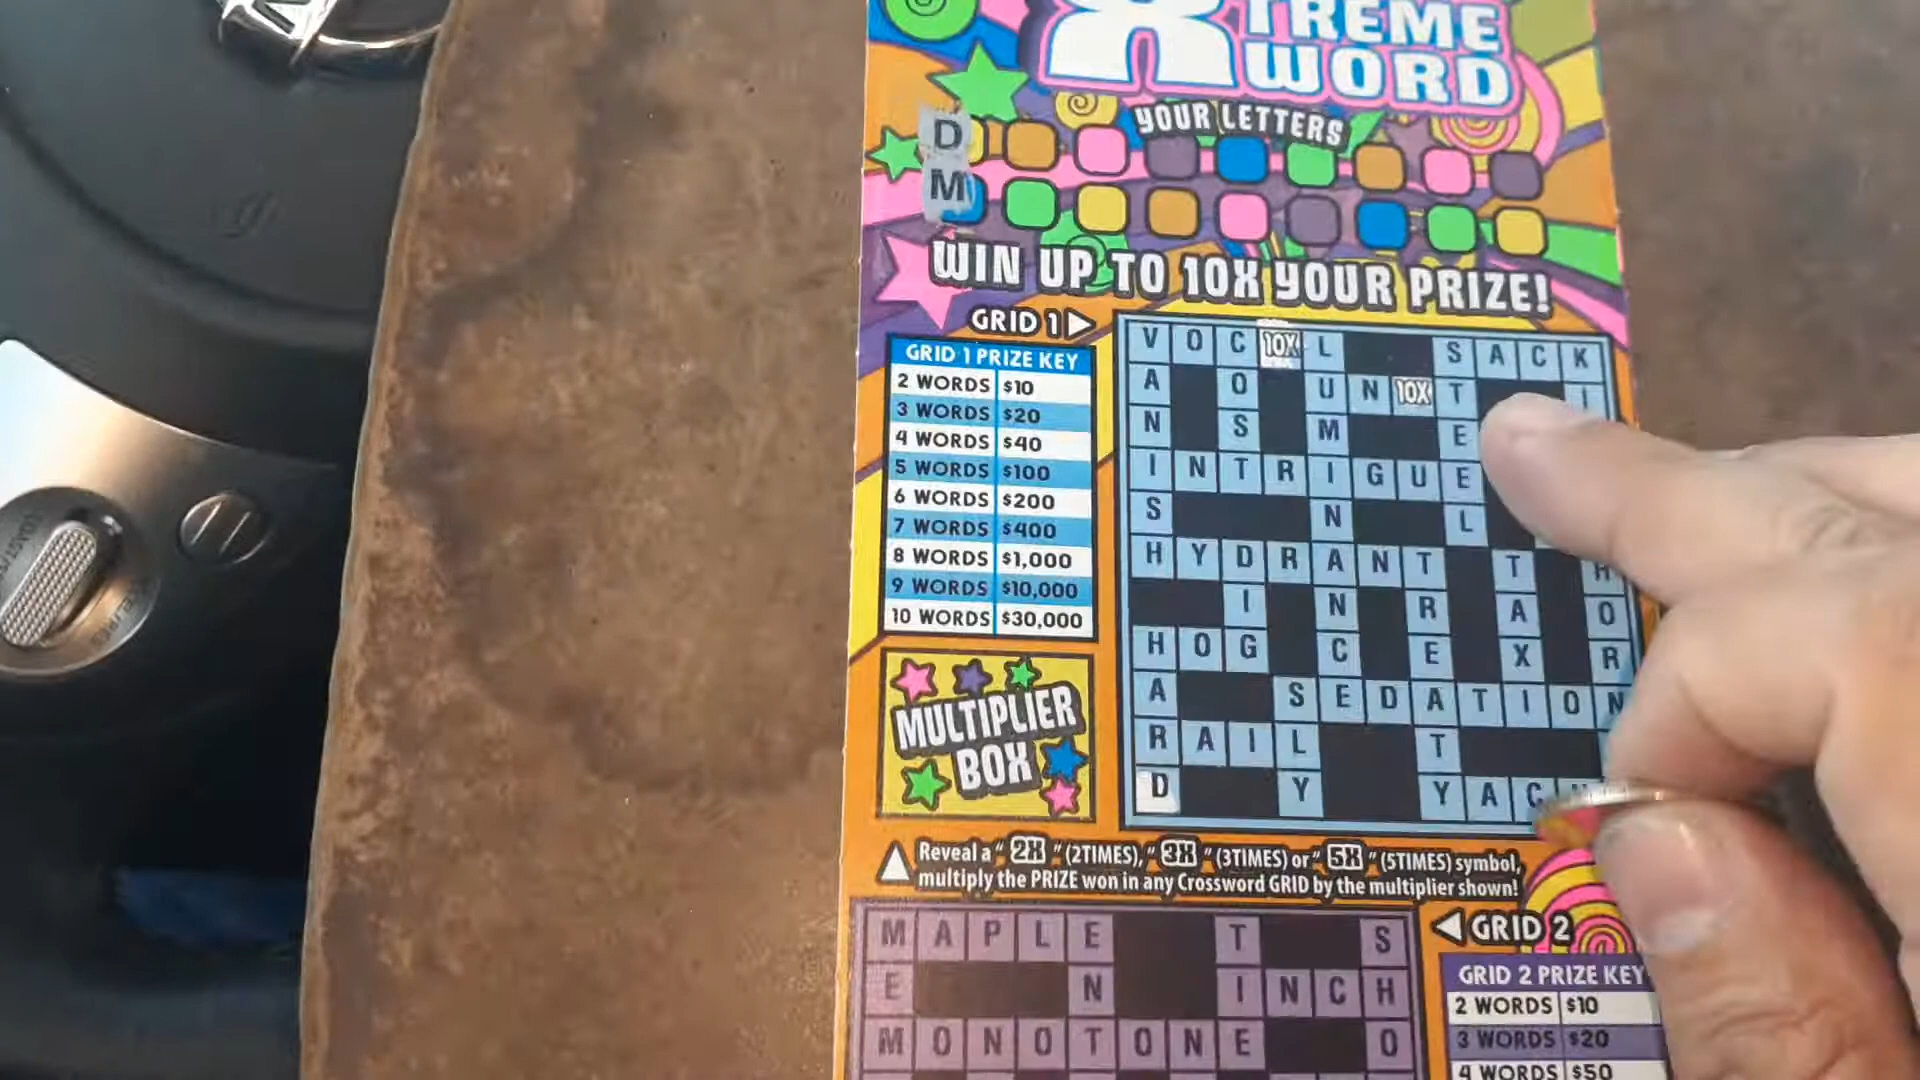 XTREME
WORD
YOUR LETTERS
D
M
WIN UP TO 10X YOUR PRIZE!
GRID 1
GRID 1 PRIZE KEY
2 WORDS $10
3 WORDS $20
4 WORDS $40
5 WORDS $100
6 WORDS $200
7 WORDS $400
8 WORDS $1,000
9 WORDS $10,000
10 WORDS $30,000
V O C 10X L S A C K
A O U N 10X T I
N S M E
I N T R I G U E
S N L
H Y D R A N T T H
I N R A O
H O G C E X R
A S E D A T I O N
R A I L T
D Y Y A C
MULTIPLIER
BOX
Reveal a "2X" (2TIMES), "3X" (3TIMES) or "5X" (5TIMES) symbol,
multiply the PRIZE won in any Crossword GRID by the multiplier shown!
M A P L E T S
E N I N C H
M O N O T O N E O
GRID 2
GRID 2 PRIZE KEY
2 WORDS $10
3 WORDS $20
4 WORDS $50